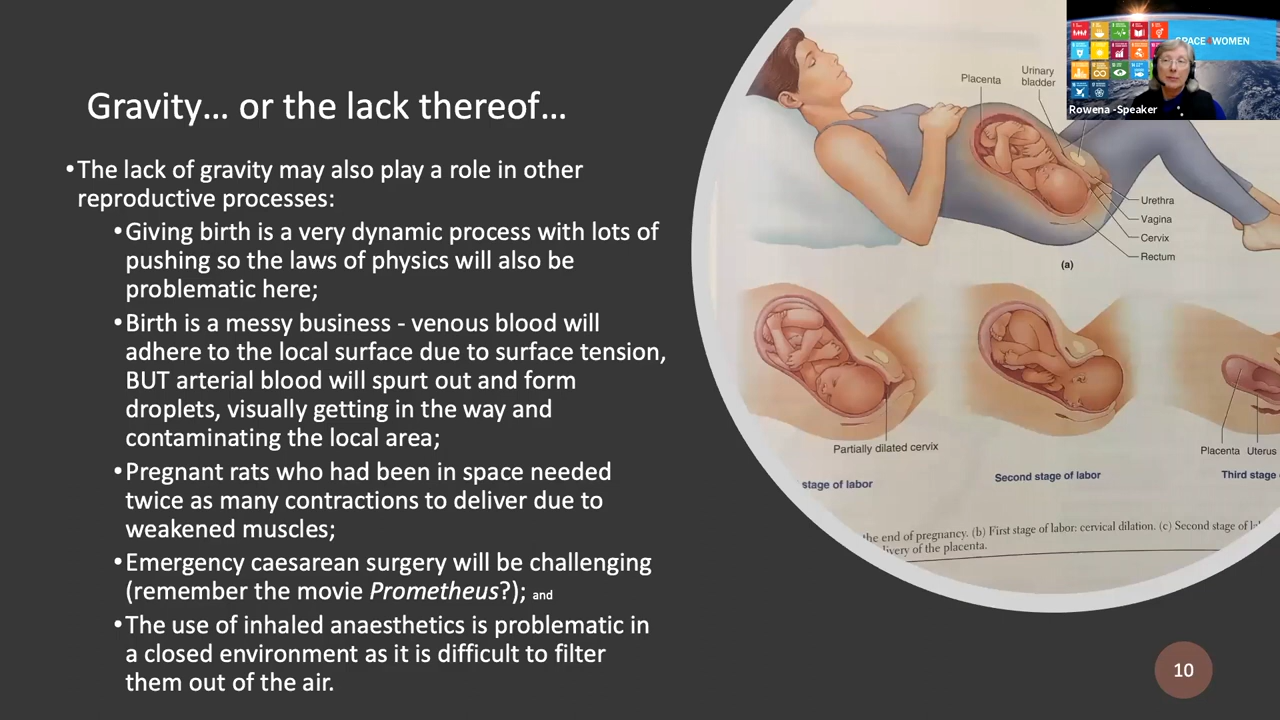 Gravity… or the lack thereof…
•The lack of gravity may also play a role in other
reproductive processes:
•Giving birth is a very dynamic process with lots of
pushing so the laws of physics will also be
problematic here;
•Birth is a messy business - venous blood will
adhere to the local surface due to surface tension,
BUT arterial blood will spurt out and form
droplets, visually getting in the way and
contaminating the local area;
•Pregnant rats who had been in space needed
twice as many contractions to deliver due to
weakened muscles;
•Emergency caesarean surgery will be challenging
(remember the movie Prometheus?); and
•The use of inhaled anaesthetics is problematic in
a closed environment as it is difficult to filter
them out of the air.
Placenta
Urinary
bladder
Urethra
Vagina
Cervix
Rectum
(a)
Partially dilated cervix
Placenta Uterus
stage of labor
Second stage of labor
Third stage
the end of pregnancy. (b) First stage of labor: cervical dilation. (c) Second stage of
livery of the placenta.
SPACE4WOMEN
Rowena -Speaker
10